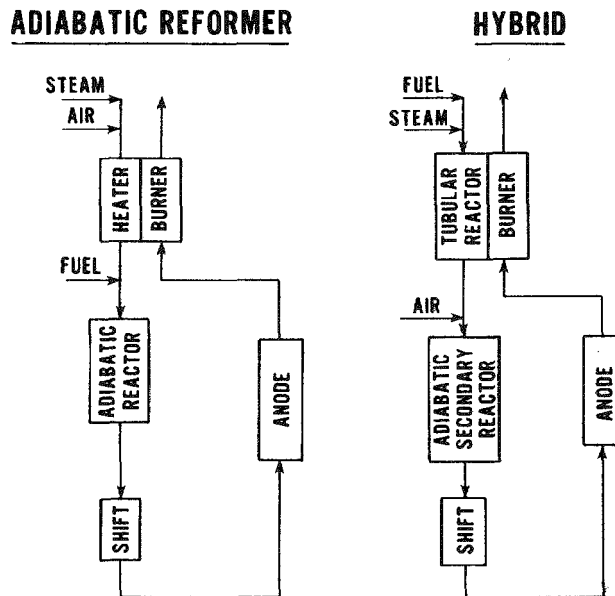 ADIABATIC REFORMER
STEAM
AIR
HEATER
BURNER
FUEL
ADIABATIC
REACTOR
ANODE
SHIFT
HYBRID
FUEL
STEAM
TUBULAR
REACTOR
BURNER
AIR
ADIABATIC
SECONDARY
REACTOR
ANODE
SHIFT